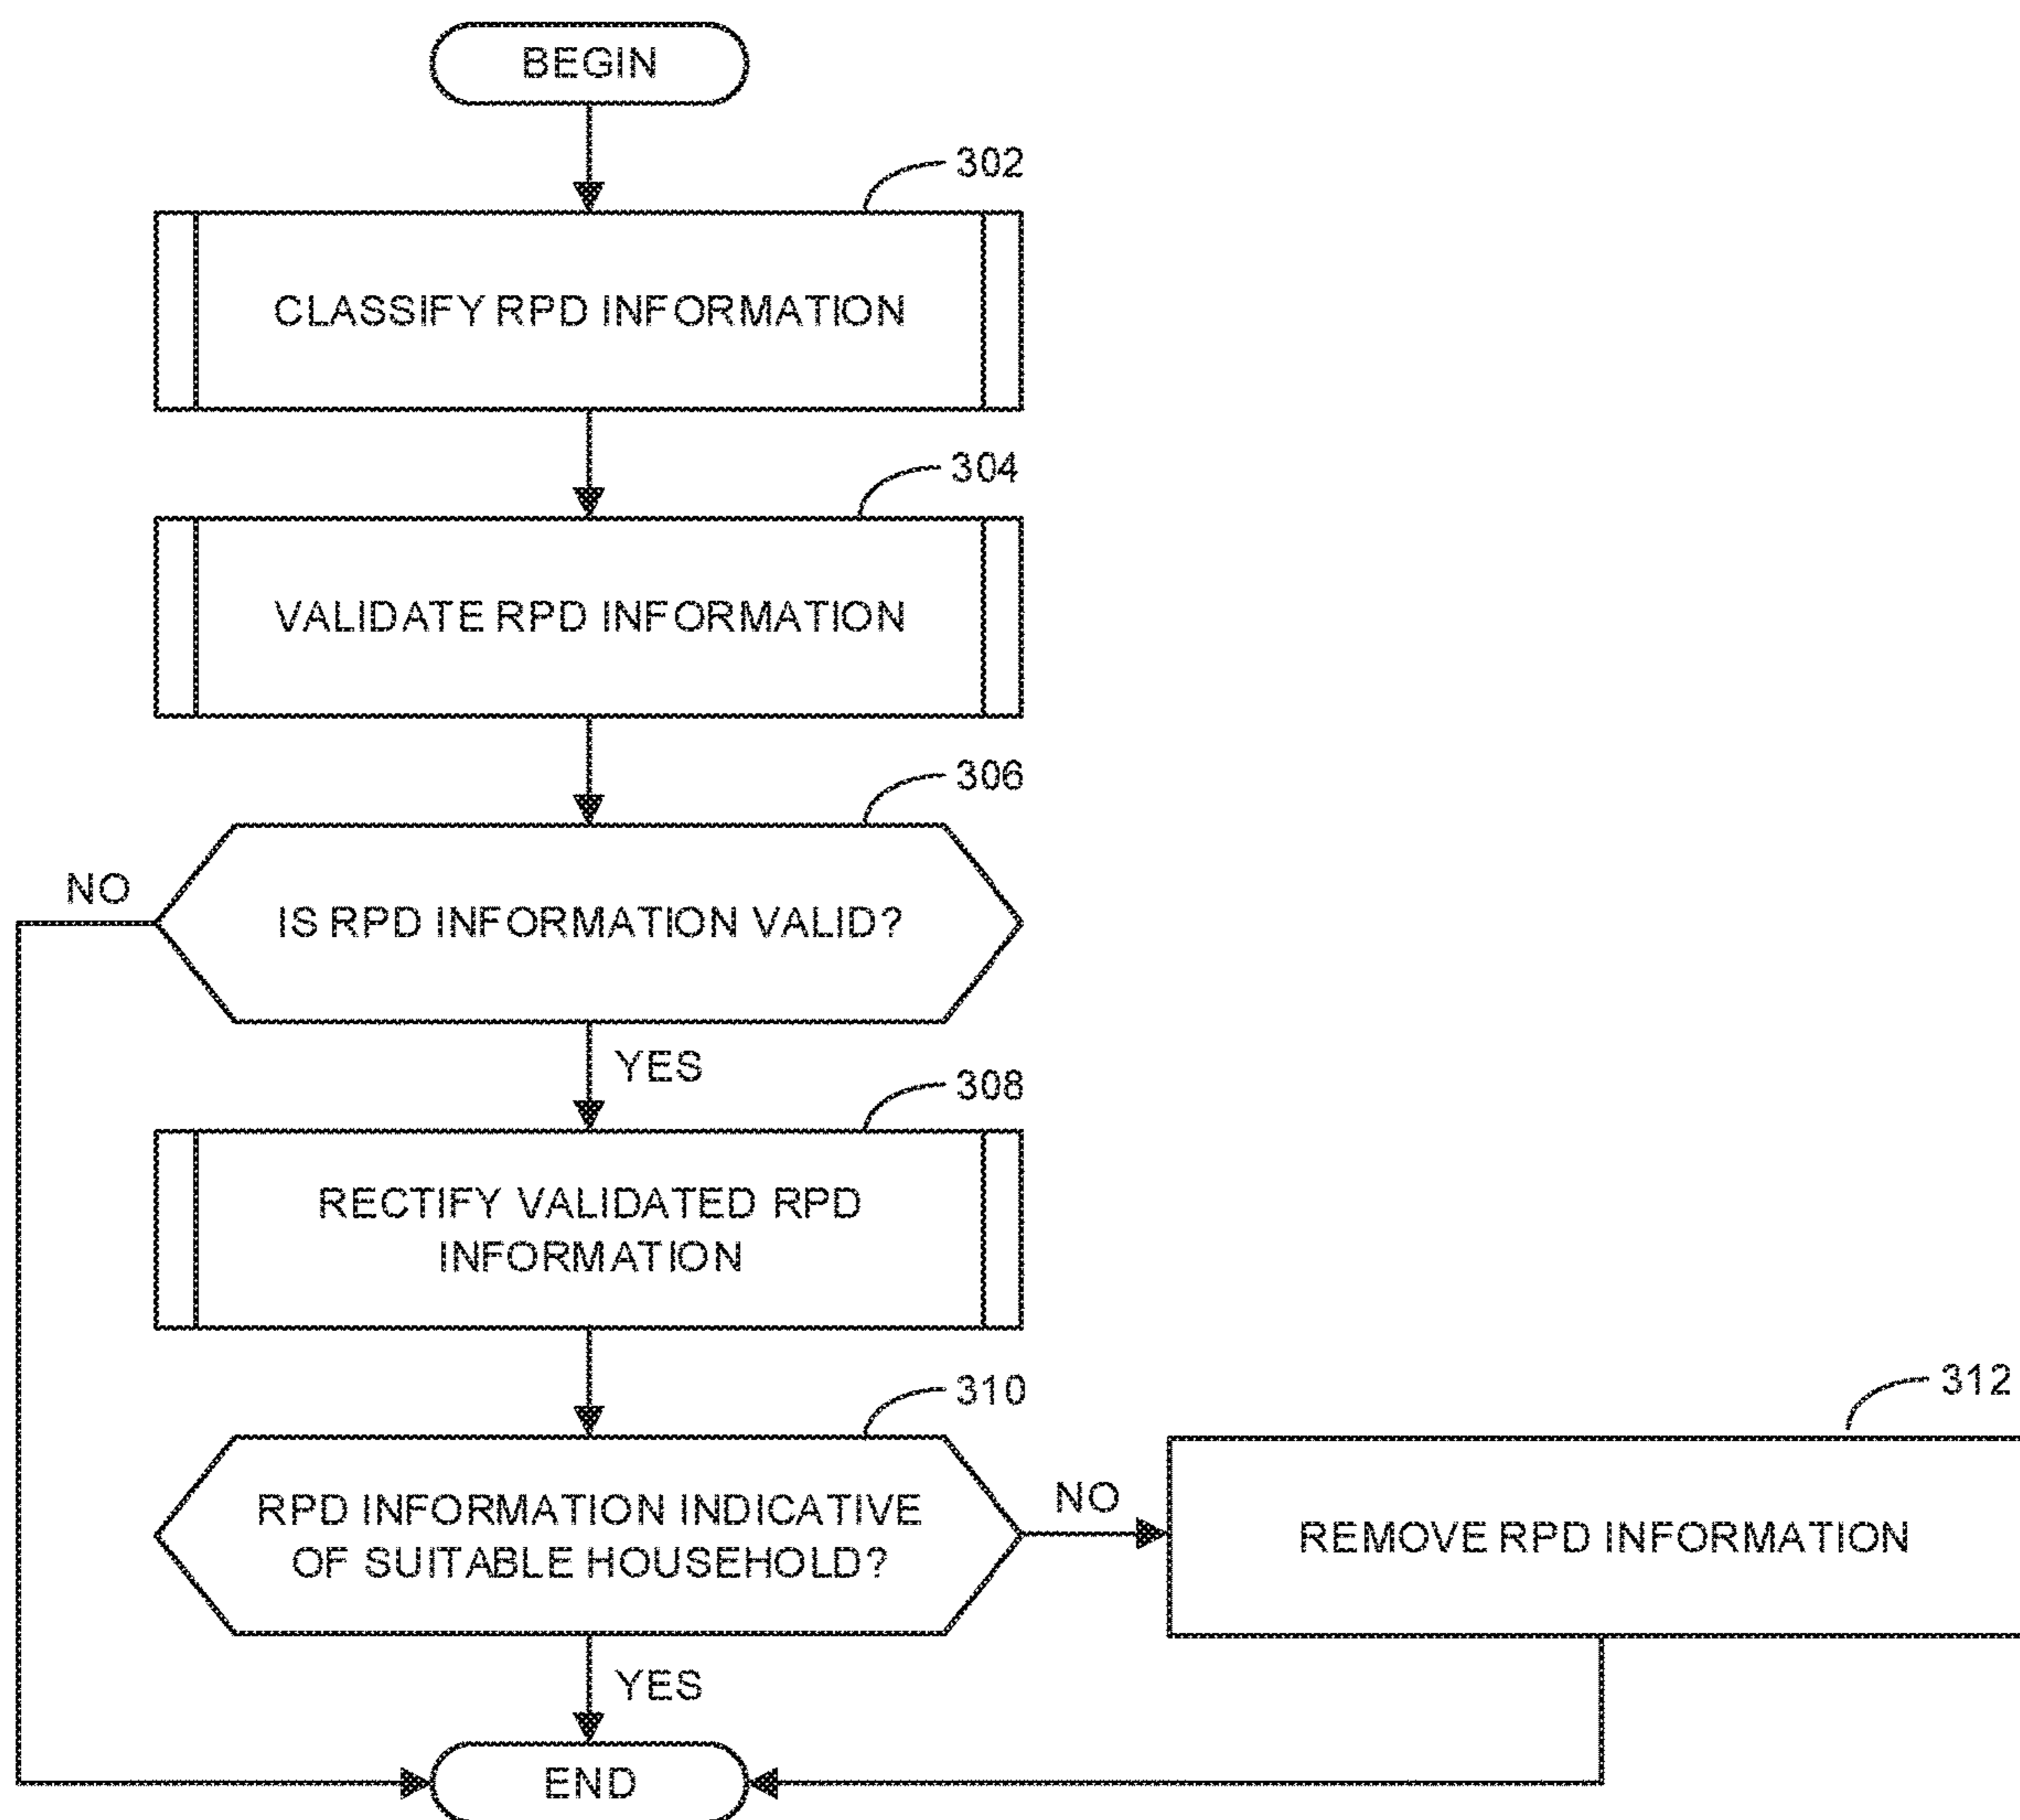 BEGIN
302
CLASSIFY RPD INFORMATION
304
VALIDATE RPD INFORMATION
306
NO
IS RPD INFORMATION VALID?
YES
308
RECTIFY VALIDATED RPD
INFORMATION
310
312
RPD INFORMATION INDICATIVE
OF SUITABLE HOUSEHOLD?
NO
REMOVE RPD INFORMATION
YES
END